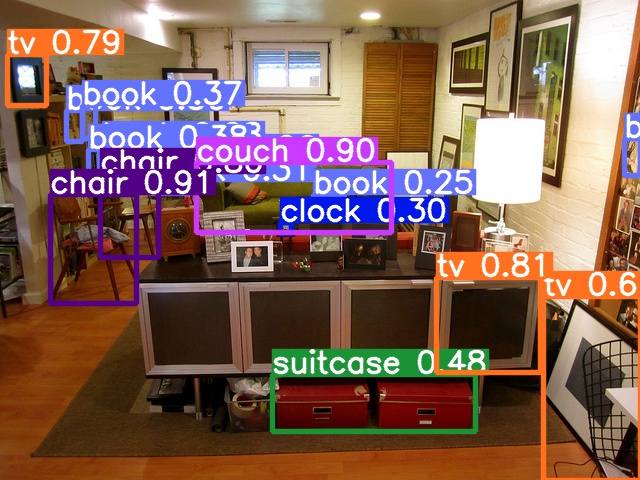 tv 0.79
book 0.37
book 0.38
couch 0.90
chair
chair 0.91
book 0.25
clock 0.30
tv 0.81
tv 0.6
suitcase 0.48